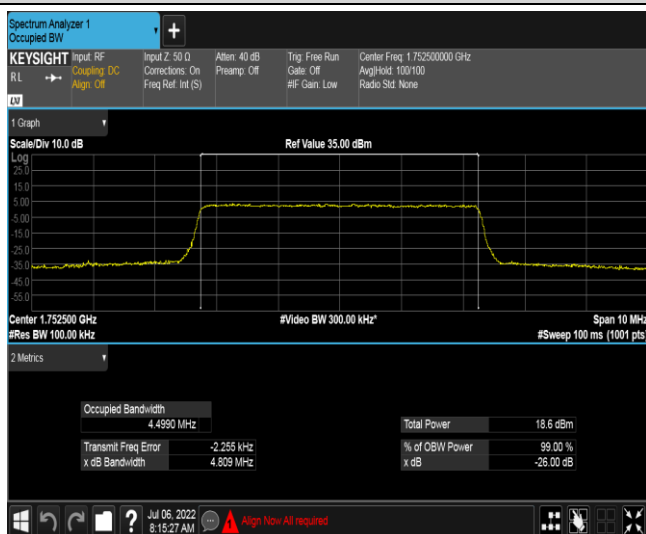 Spectrum Analyzer 1
Occupied BW
+
KEYSIGHT
RL
LXI
Input: RF
Coupling: DC
Align: Off
Input Z: 50 Ω
Corrections: On
Freq Ref: Int (S)
Atten: 40 dB
Preamp: Off
Trig: Free Run
Gate: Off
#IF Gain: Low
Center Freq: 1.752500000 GHz
Avg|Hold: 100/100
Radio Std: None
1 Graph
Scale/Div 10.0 dB
Ref Value 35.00 dBm
Log
25.0
15.0
5.00
-5.00
-15.0
-25.0
-35.0
-45.0
-55.0
Center 1.752500 GHz
#Video BW 300.00 kHz*
Span 10 MHz
#Res BW 100.00 kHz
#Sweep 100 ms (1001 pts)
2 Metrics
Occupied Bandwidth
4.4990 MHz
Total Power 18.6 dBm
Transmit Freq Error -2.255 kHz
% of OBW Power 99.00 %
x dB Bandwidth 4.809 MHz
x dB -26.00 dB
?
Jul 06, 2022
8:15:27 AM
Align Now All required